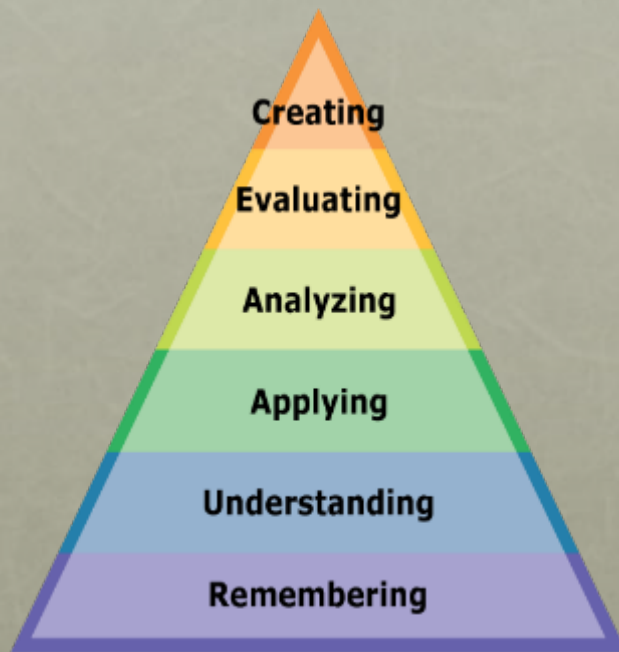 Creating
Evaluating
Analyzing
Applying
Understanding
Remembering